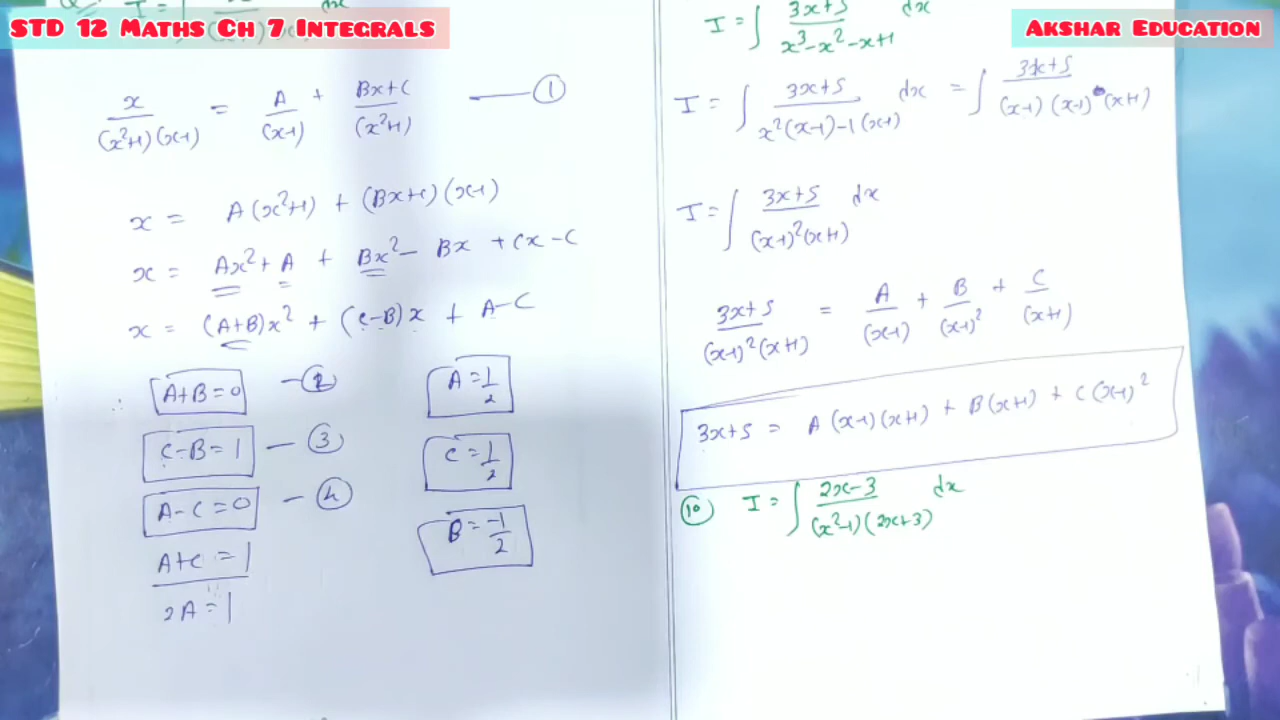 STD 12 Maths Ch 7 Integrals
Akshar Education
x/((x²+1)(x-1)) = A/(x-1) + (Bx+C)/(x²+1) —— ①
x = A(x²+1) + (Bx+C)(x-1)
x = Ax² + A + Bx² - Bx + Cx - C
x = (A+B)x² + (C-B)x + A-C
∴ A+B = 0 — ②
C-B = 1 — ③
A-C = 0 — ④
A+C = 1
2A = 1
A = 1/2
C = 1/2
B = -1/2
I = ∫ (3x+5)/(x³-x²-x+1) dx
I = ∫ (3x+5)/(x²(x-1)-1(x-1)) dx = ∫ (3x+5)/((x-1)(x-1)(x+1))
I = ∫ (3x+5)/((x-1)²(x+1)) dx
(3x+5)/((x-1)²(x+1)) = A/(x-1) + B/(x-1)² + C/(x+1)
3x+5 = A(x-1)(x+1) + B(x+1) + C(x-1)²
⑩ I = ∫ (2x-3)/((x²-1)(2x+3)) dx